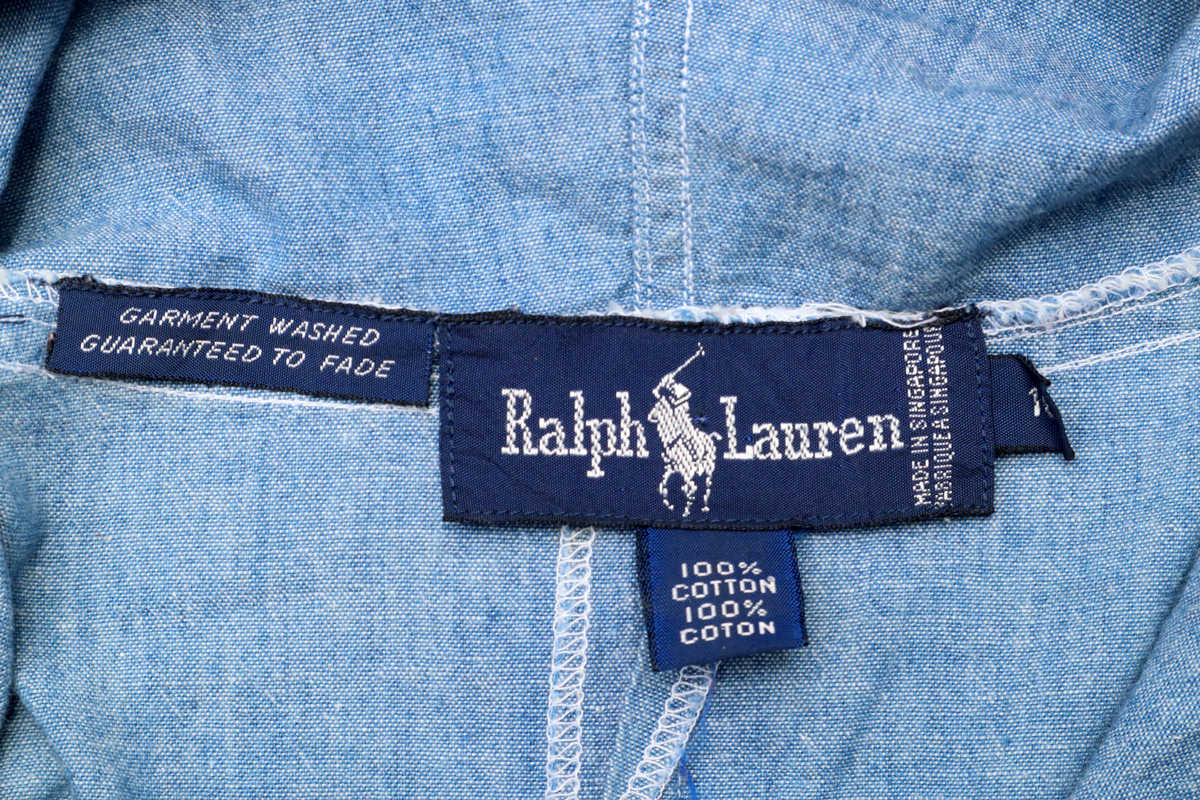 GARMENT WASHED
GUARANTEED TO FADE
Ralph Lauren
MADE IN SINGAPORE
FABRIQUE A SINGAPOUR
100%
COTTON
100%
COTON